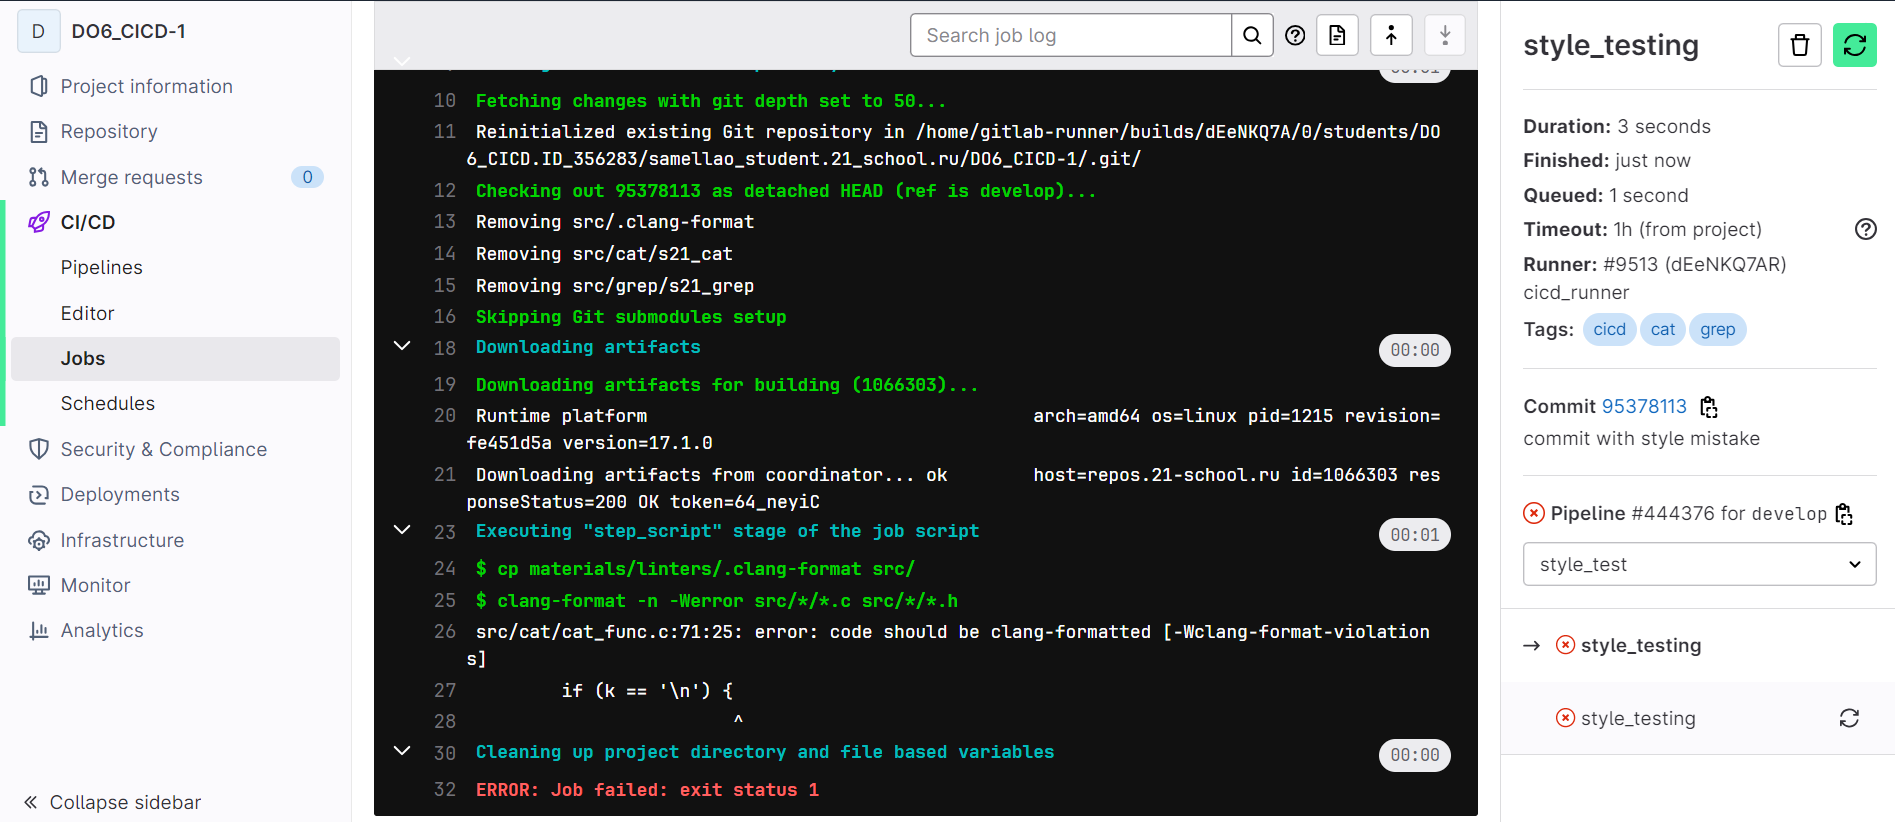 D DO6_CICD-1
Project information
Repository
Merge requests 0
CI/CD
Pipelines
Editor
Jobs
Schedules
Security & Compliance
Deployments
Infrastructure
Monitor
Analytics
Collapse sidebar
Search job log
10 Fetching changes with git depth set to 50...
11 Reinitialized existing Git repository in /home/gitlab-runner/builds/dEeNKQ7A/0/students/DO
6_CICD.ID_356283/samellao_student.21_school.ru/DO6_CICD-1/.git/
12 Checking out 95378113 as detached HEAD (ref is develop)...
13 Removing src/.clang-format
14 Removing src/cat/s21_cat
15 Removing src/grep/s21_grep
16 Skipping Git submodules setup
18 Downloading artifacts 00:00
19 Downloading artifacts for building (1066303)...
20 Runtime platform arch=amd64 os=linux pid=1215 revision=
fe451d5a version=17.1.0
21 Downloading artifacts from coordinator... ok host=repos.21-school.ru id=1066303 res
ponseStatus=200 OK token=64_neyiC
23 Executing "step_script" stage of the job script 00:01
24 $ cp materials/linters/.clang-format src/
25 $ clang-format -n -Werror src/*/*.c src/*/*.h
26 src/cat/cat_func.c:71:25: error: code should be clang-formatted [-Wclang-format-violation
s]
27 if (k == '\n') {
28 ^
30 Cleaning up project directory and file based variables 00:00
32 ERROR: Job failed: exit status 1
style_testing
Duration: 3 seconds
Finished: just now
Queued: 1 second
Timeout: 1h (from project)
Runner: #9513 (dEeNKQ7AR)
cicd_runner
Tags: cicd cat grep
Commit 95378113
commit with style mistake
Pipeline #444376 for develop
style_test
→ style_testing
style_testing